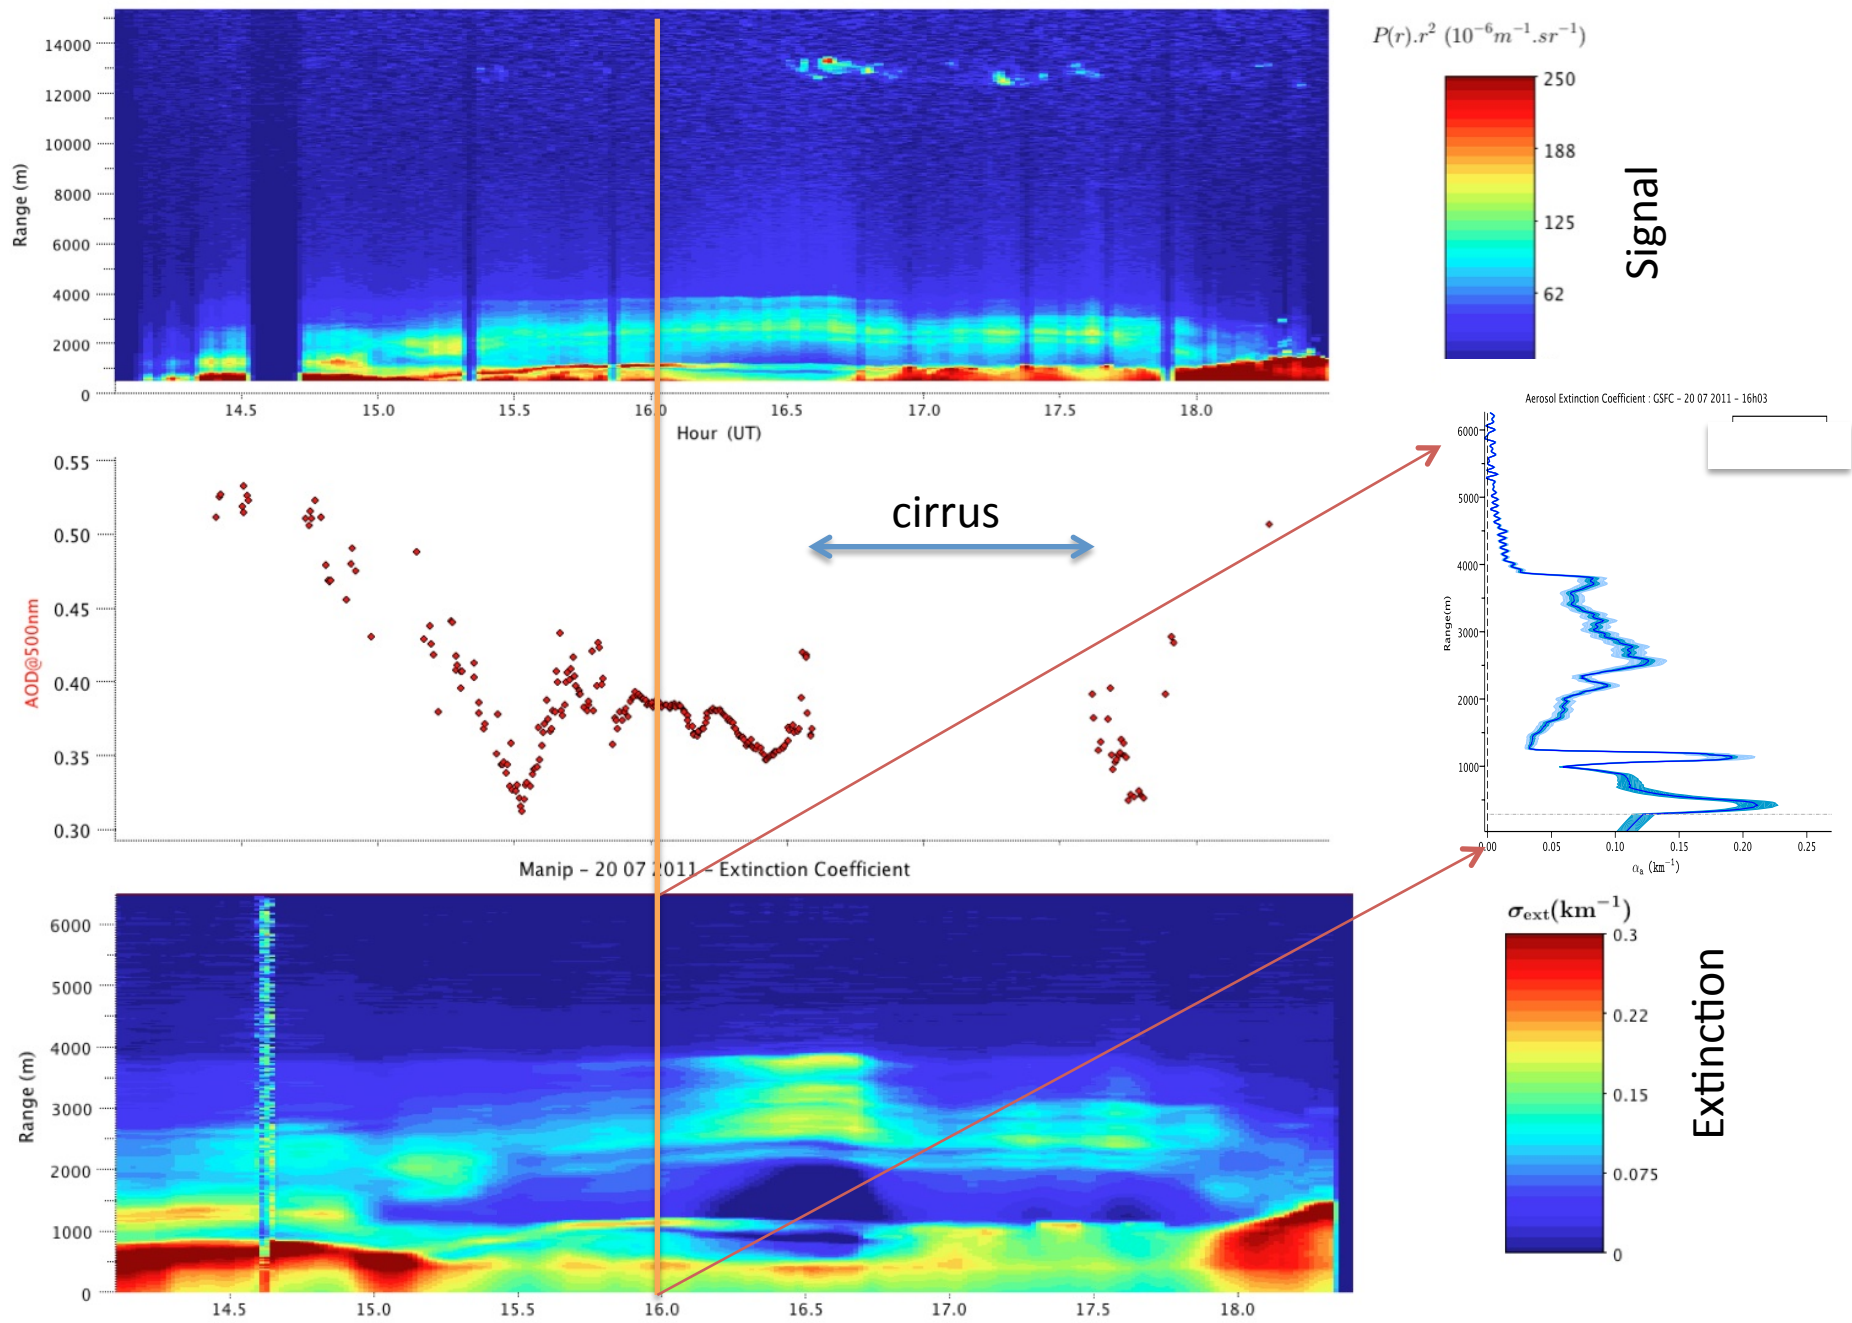 P(r).r² (10⁻⁶m⁻¹.sr⁻¹)
14000
12000
10000
8000
6000
4000
2000
0
Range (m)
14.5 15.0 15.5 16.0 16.5 17.0 17.5 18.0
Hour (UT)
250
188
125
62
Signal
Aerosol Extinction Coefficient : GSFC – 20 07 2011 – 16h03
6000
5000
4000
3000
2000
1000
Range(m)
0.00 0.05 0.10 0.15 0.20 0.25
αₐ (km⁻¹)
0.55
0.50
0.45
0.40
0.35
0.30
AOD@500nm
cirrus
Manip – 20 07 2011 – Extinction Coefficient
6000
5000
4000
3000
2000
1000
0
Range (m)
14.5 15.0 15.5 16.0 16.5 17.0 17.5 18.0
σext(km⁻¹)
0.3
0.22
0.15
0.075
0
Extinction